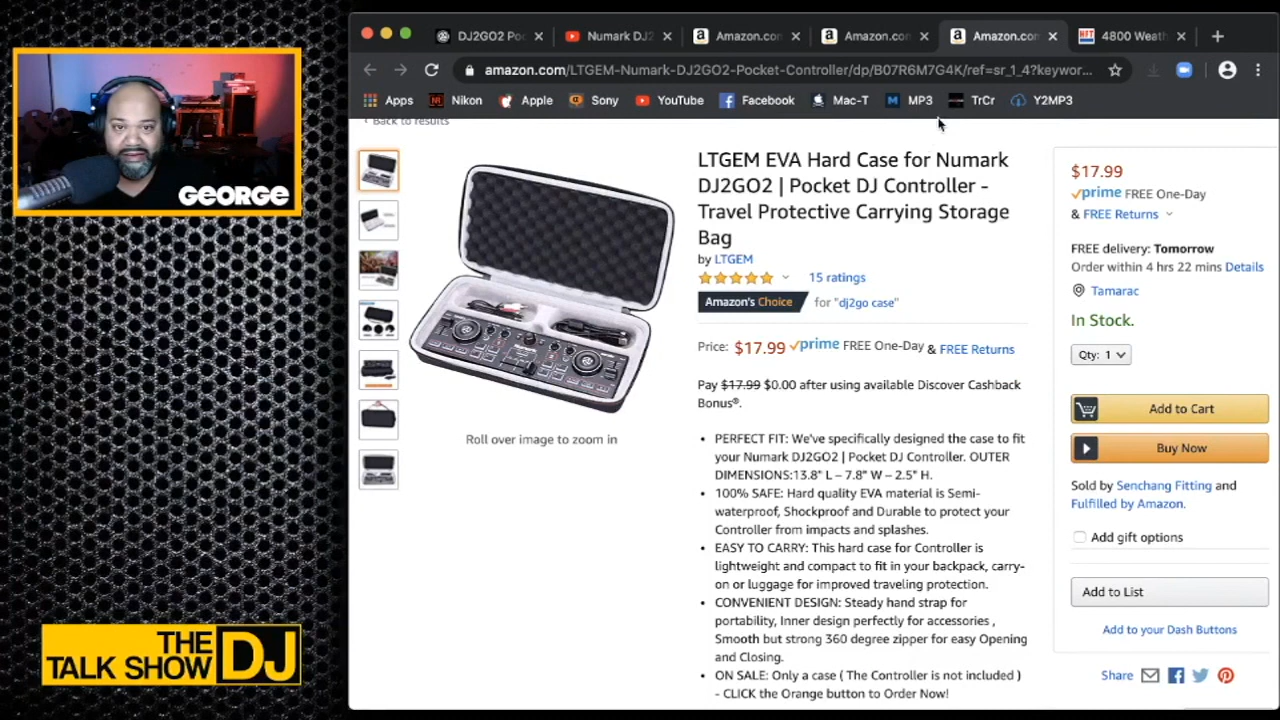 DJ2GO2 Poc
Numark DJ2
Amazon.con
Amazon.con
Amazon.con
4800 Weath
amazon.com/LTGEM-Numark-DJ2GO2-Pocket-Controller/dp/B07R6M7G4K/ref=sr_1_4?keywor...
Apps
Nikon
Apple
Sony
YouTube
Facebook
Mac-T
MP3
TrCr
Y2MP3
‹ Back to results
GEORGE
LTGEM EVA Hard Case for Numark
DJ2GO2 | Pocket DJ Controller -
Travel Protective Carrying Storage
Bag
by LTGEM
15 ratings
Amazon's Choice for "dj2go case"
Price: $17.99 prime FREE One-Day & FREE Returns
Pay $17.99 $0.00 after using available Discover Cashback
Bonus®.
• PERFECT FIT: We've specifically designed the case to fit
your Numark DJ2GO2 | Pocket DJ Controller. OUTER
DIMENSIONS:13.8" L – 7.8" W – 2.5" H.
• 100% SAFE: Hard quality EVA material is Semi-
waterproof, Shockproof and Durable to protect your
Controller from impacts and splashes.
• EASY TO CARRY: This hard case for Controller is
lightweight and compact to fit in your backpack, carry-
on or luggage for improved traveling protection.
• CONVENIENT DESIGN: Steady hand strap for
portability, Inner design perfectly for accessories ,
Smooth but strong 360 degree zipper for easy Opening
and Closing.
• ON SALE: Only a case ( The Controller is not included )
- CLICK the Orange button to Order Now!
Roll over image to zoom in
$17.99
prime FREE One-Day
& FREE Returns
FREE delivery: Tomorrow
Order within 4 hrs 22 mins Details
Tamarac
In Stock.
Qty: 1
Add to Cart
Buy Now
Sold by Senchang Fitting and
Fulfilled by Amazon.
Add gift options
Add to List
Add to your Dash Buttons
Share
THE
TALK SHOW
DJ